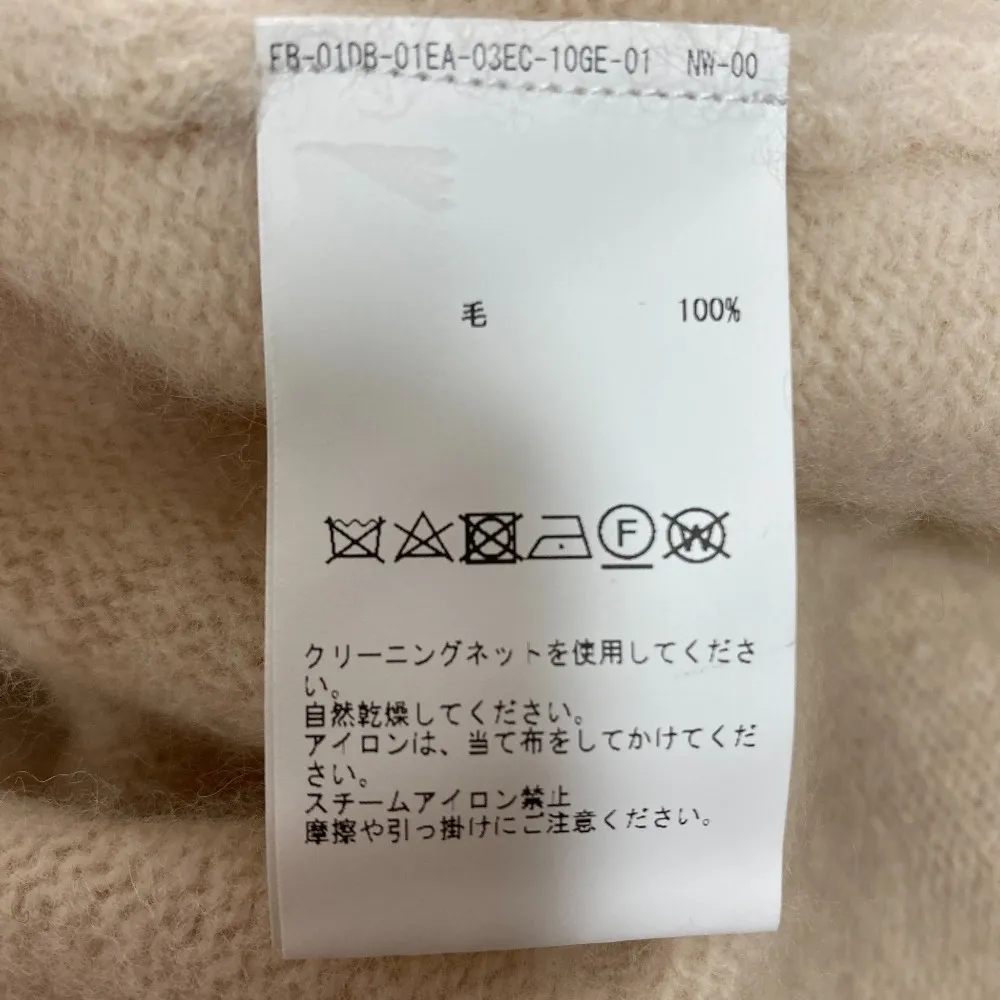 EB-01DB-01EA-03EC-10GE-01 NW-00
毛 100%
F
W
クリーニングネットを使用してくださ
い。
自然乾燥してください。
アイロンは、当て布をしてかけてくだ
さい。
スチームアイロン禁止
摩擦や引っ掛けにご注意ください。